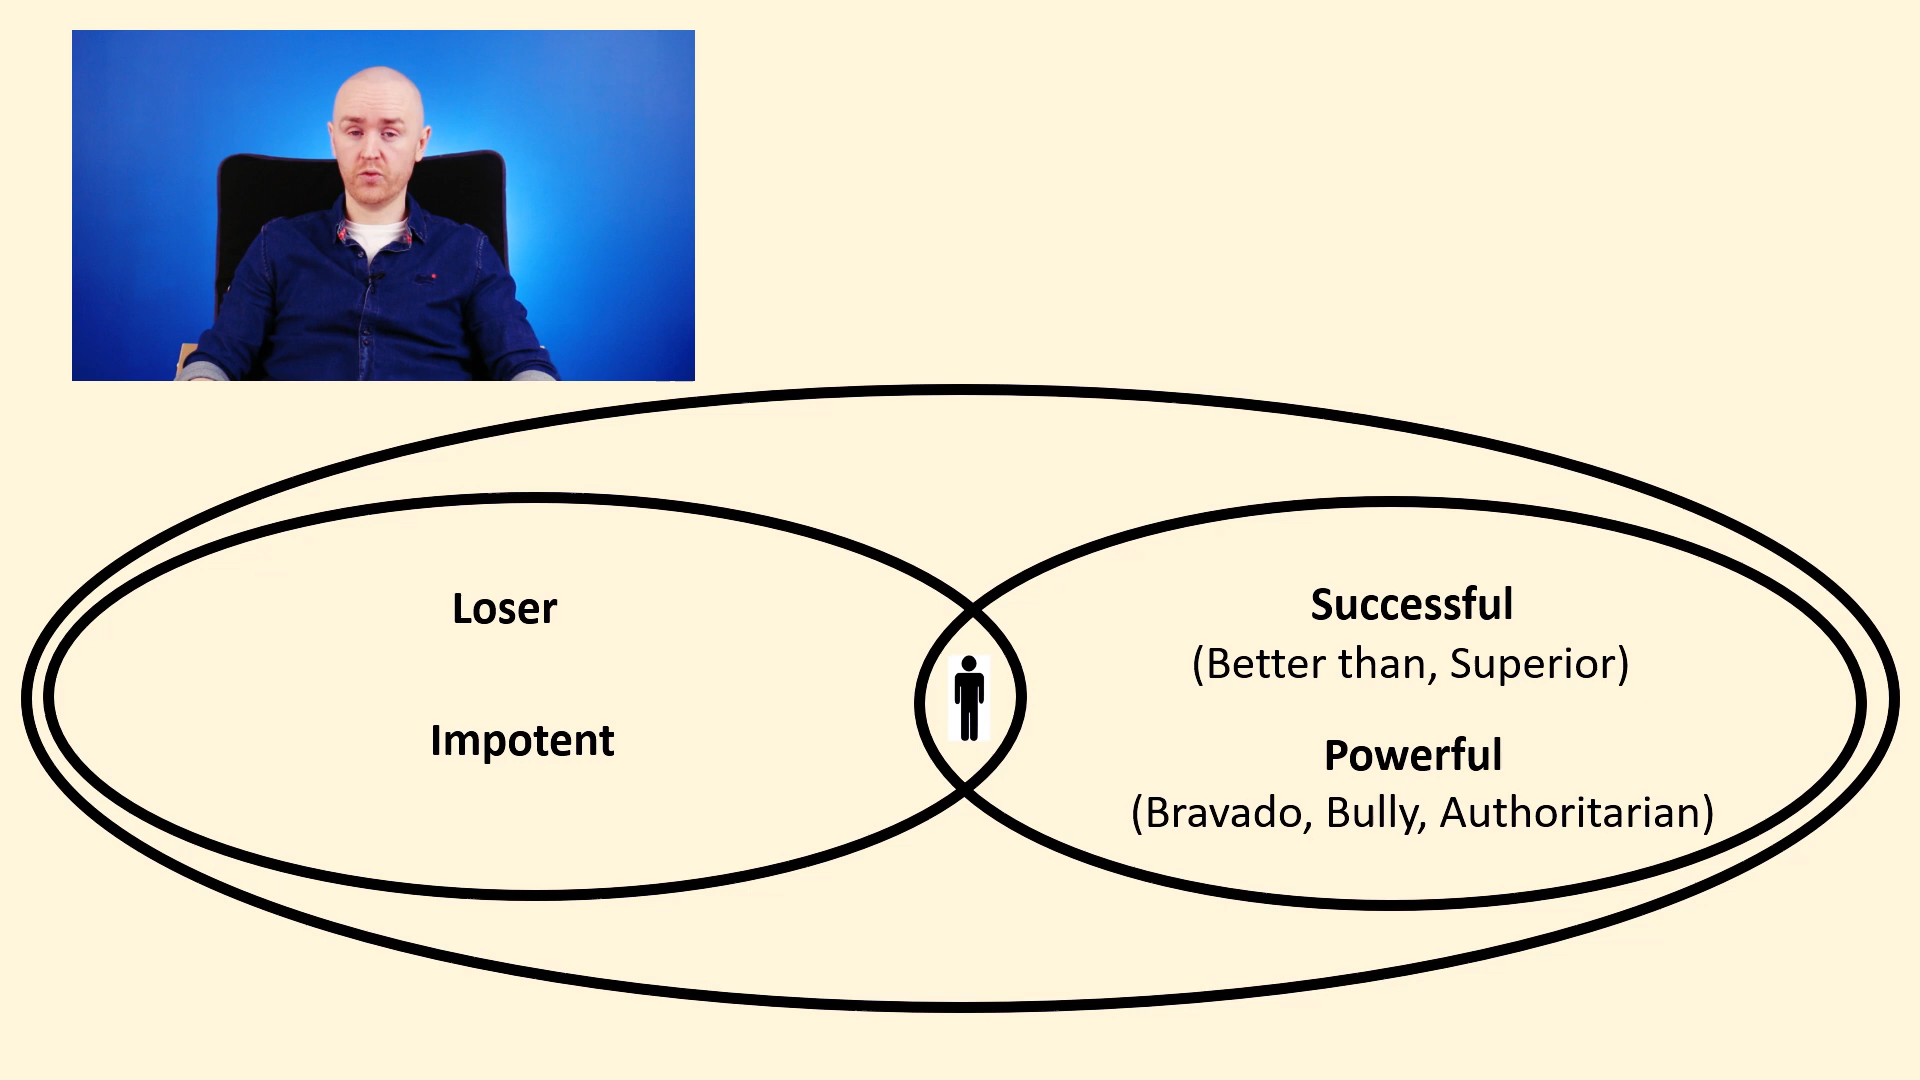 Loser
Impotent
Successful
(Better than, Superior)
Powerful
(Bravado, Bully, Authoritarian)